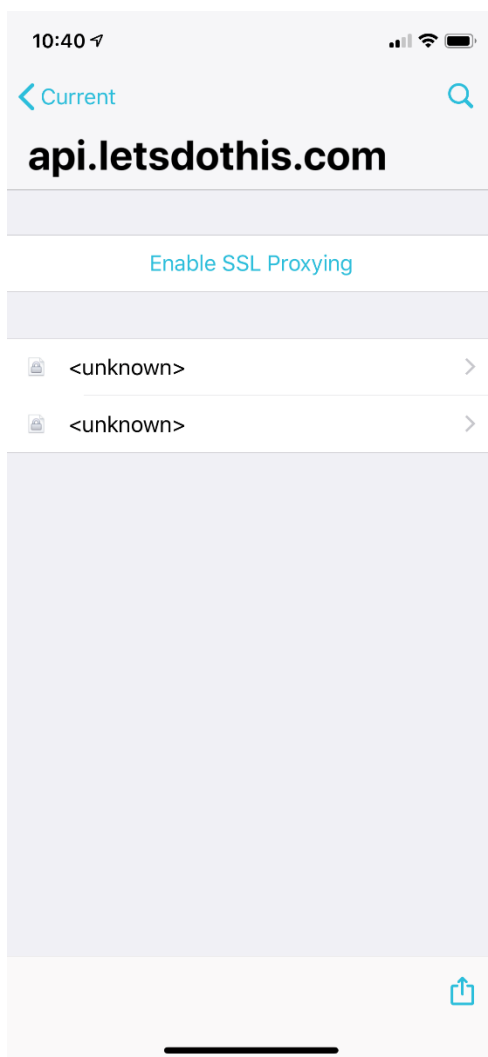 10:40
Current
api.letsdothis.com
Enable SSL Proxying
<unknown>
<unknown>